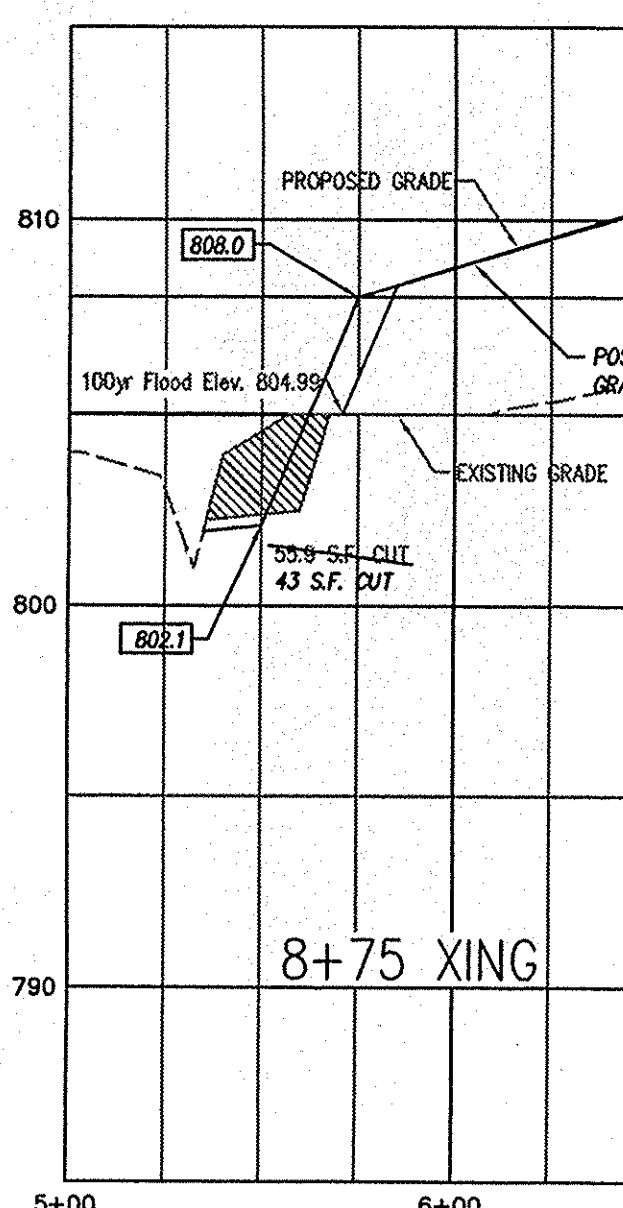 PROPOSED GRADE
810
808.0
100yr Flood Elev. 804.99
EXISTING GRADE
55.9 S.F. CUT
43 S.F. CUT
800
802.1
8+75 XING
790
5+00
6+00